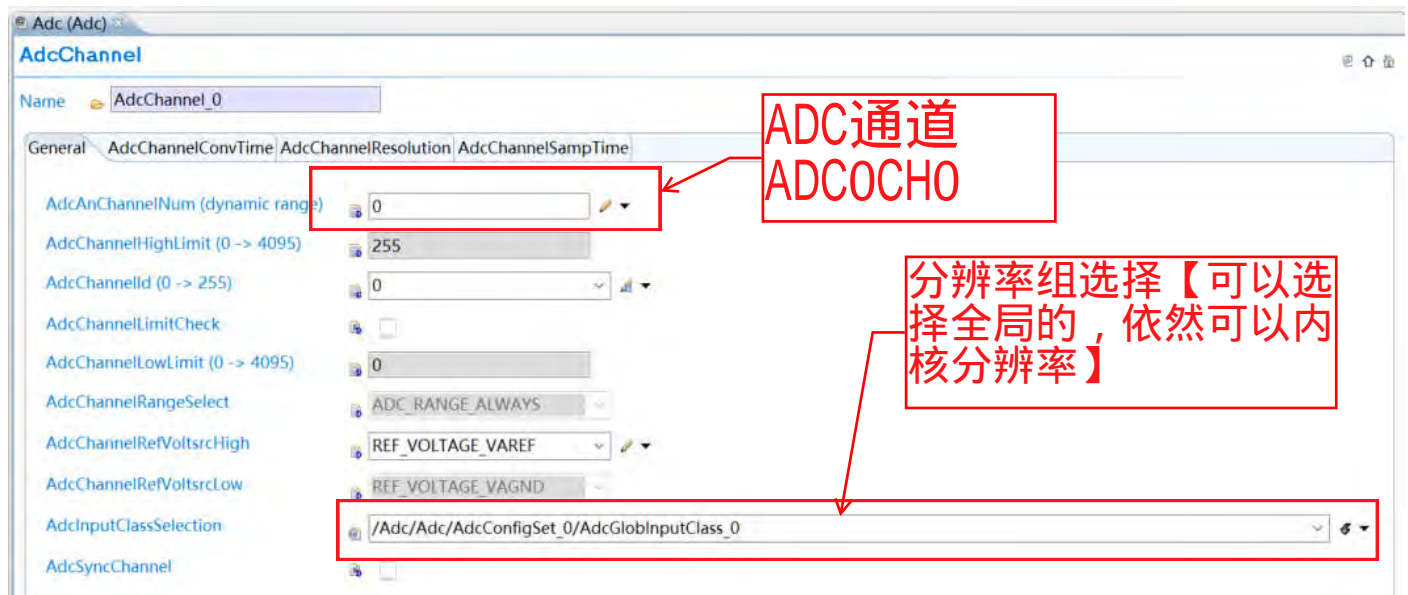 Adc (Adc)
AdcChannel
Name AdcChannel_0
General AdcChannelConvTime AdcChannelResolution AdcChannelSampTime
ADC通道
ADC0CH0
AdcAnChannelNum (dynamic range) 0
AdcChannelHighLimit (0 -> 4095) 255
AdcChannelId (0 -> 255) 0
分辨率组选择【可以选
择全局的，依然可以内
核分辨率】
AdcChannelLimitCheck
AdcChannelLowLimit (0 -> 4095) 0
AdcChannelRangeSelect ADC_RANGE_ALWAYS
AdcChannelRefVoltsrcHigh REF_VOLTAGE_VAREF
AdcChannelRefVoltsrcLow REF_VOLTAGE_VAGND
AdcInputClassSelection /Adc/Adc/AdcConfigSet_0/AdcGlobInputClass_0
AdcSyncChannel